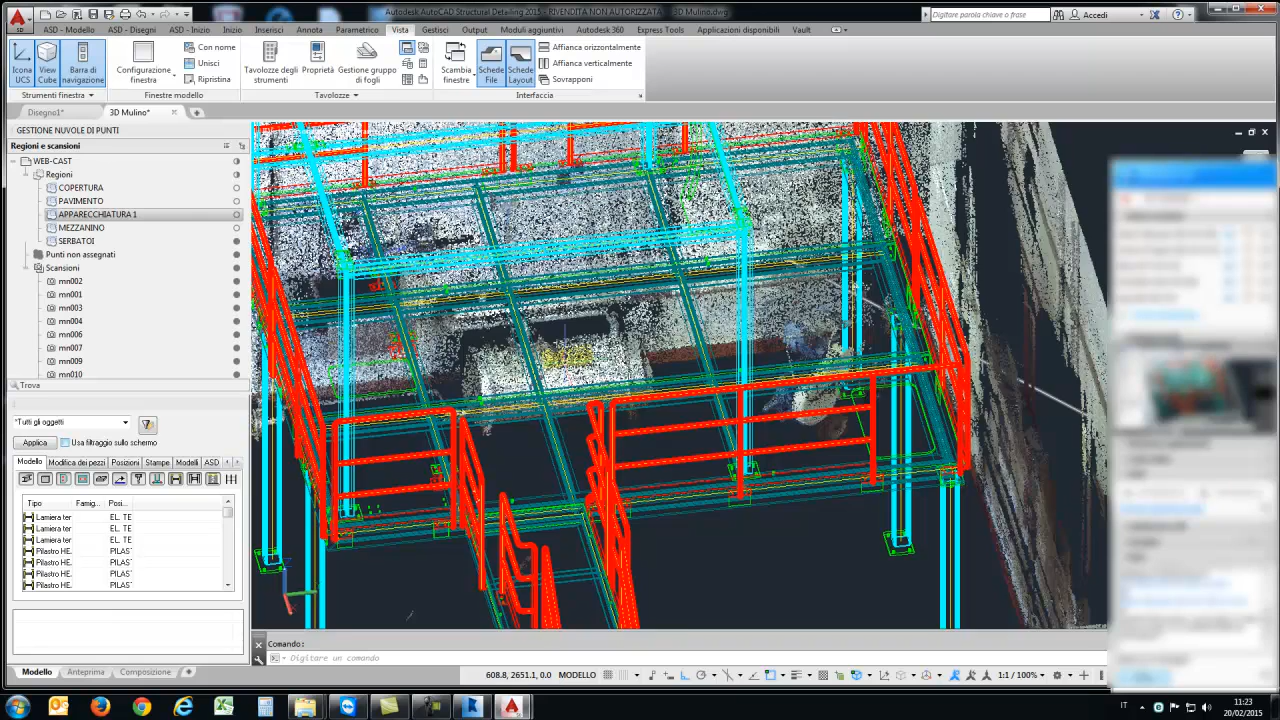 Autodesk AutoCAD Structural Detailing 2015 - RIVENDITA NON AUTORIZZATA 3D Mulino.dwg
Digitare parola chiave o frase
Accedi
SD
ASD - Modello
ASD - Disegni
ASD - Inizio
Inizio
Inserisci
Annota
Parametrico
Vista
Gestisci
Output
Moduli aggiuntivi
Autodesk 360
Express Tools
Applicazioni disponibili
Vault
Icona UCS
View Cube
Barra di navigazione
Strumenti finestra
Configurazione finestra
Con nome
Unisci
Ripristina
Finestre modello
Tavolozze degli strumenti
Proprietà
Gestione gruppo di fogli
Tavolozze
Scambia finestre
Schede File
Schede Layout
Affianca orizzontalmente
Affianca verticalmente
Sovrapponi
Interfaccia
Disegno1*
3D Mulino*
GESTIONE NUVOLE DI PUNTI
Regioni e scansioni
WEB-CAST
Regioni
COPERTURA
PAVIMENTO
APPARECCHIATURA 1
MEZZANINO
SERBATOI
Punti non assegnati
Scansioni
mn002
mn001
mn003
mn004
mn006
mn007
mn009
mn010
Trova
*Tutti gli oggetti
Applica
Usa filtraggio sullo schermo
Modello
Modifica dei pezzi
Posizioni
Stampe
Modelli
ASD
Tipo Famig... Posi...
Lamiera ter EL. TE
Lamiera ter EL. TE
Lamiera ter EL. TE
Pilastro HE. PILAS'
Pilastro HE. PILAS'
Pilastro HE. PILAS'
Pilastro HE. PILAS'
Comando:
Digitare un comando
Modello
Anteprima
Composizione
608.8, 2651.1, 0.0 MODELLO
1:1 / 100%
IT
11:23
20/02/2015